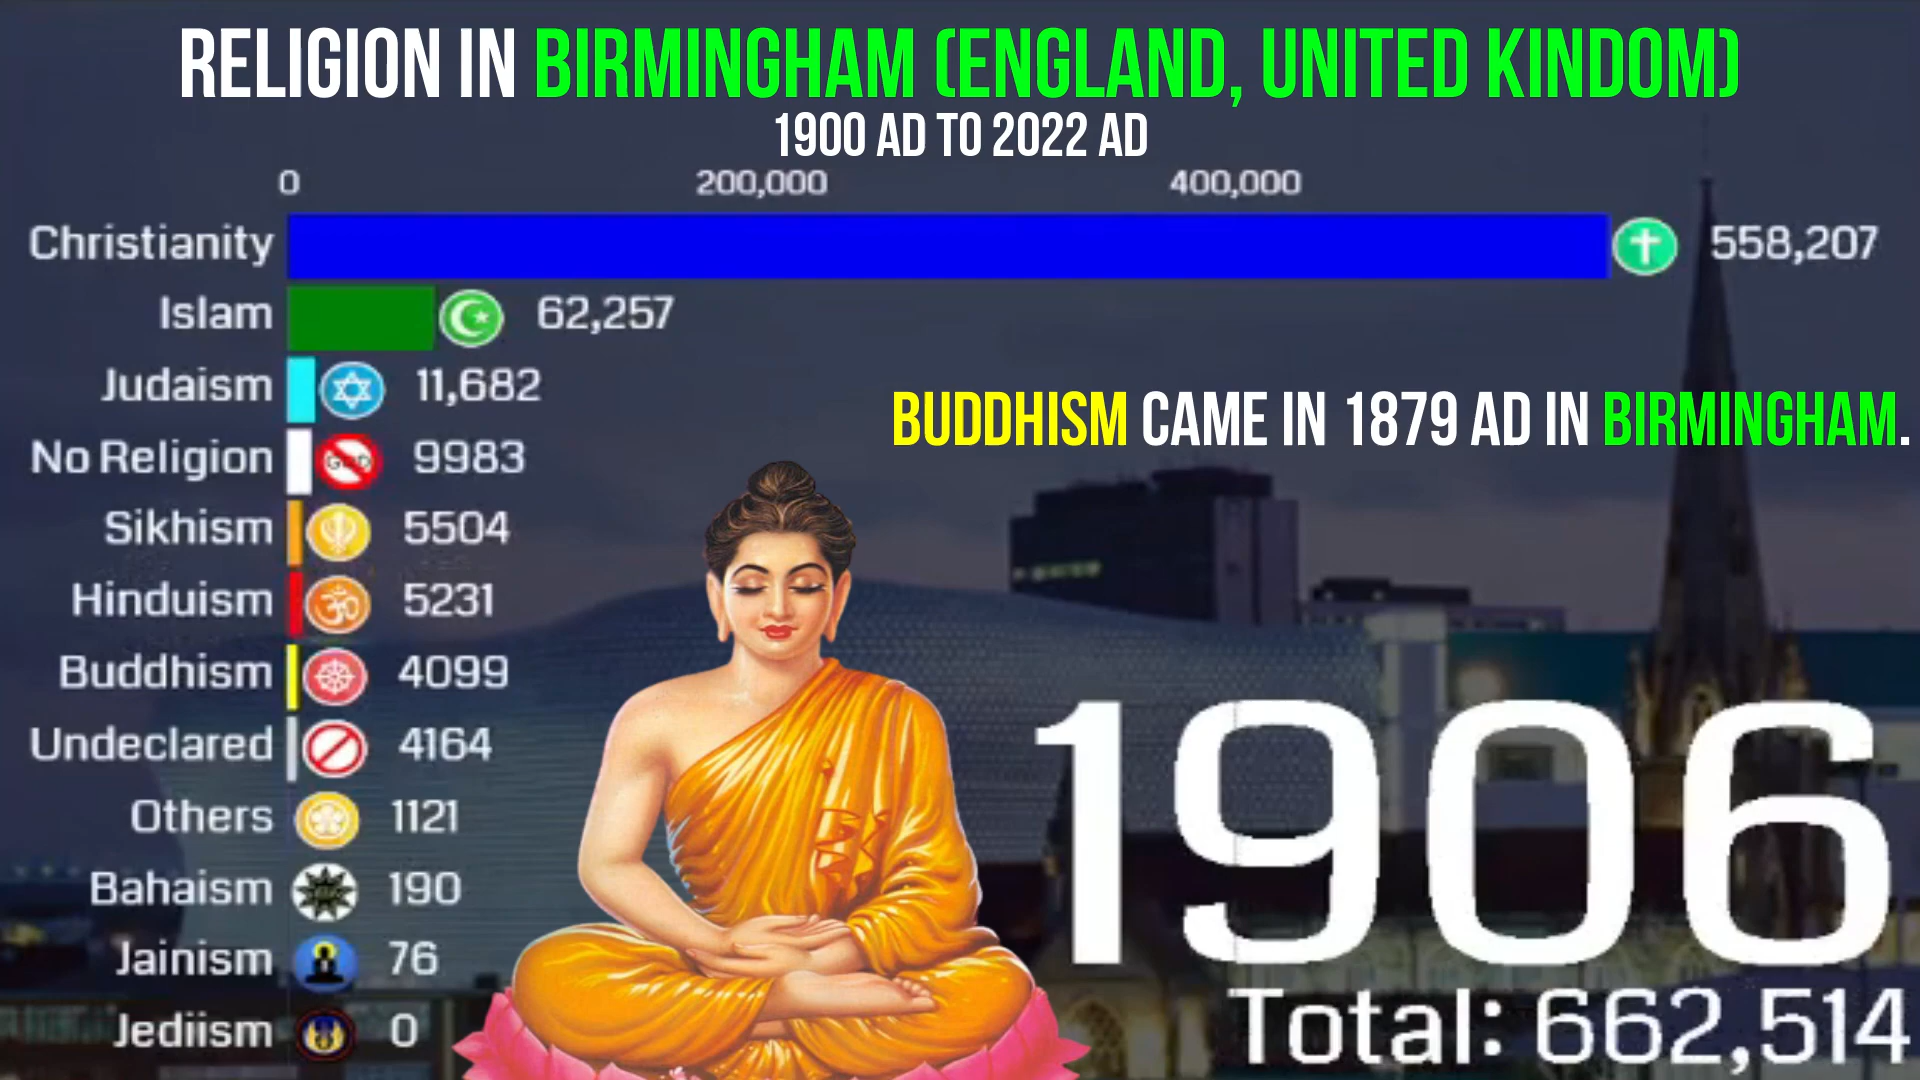 RELIGION IN BIRMINGHAM (ENGLAND, UNITED KINDOM)
1900 AD TO 2022 AD
0 200,000 400,000
Christianity 558,207
Islam 62,257
Judaism 11,682
BUDDHISM CAME IN 1879 AD IN BIRMINGHAM.
No Religion 9983
Sikhism 5504
Hinduism 5231
Buddhism 4099
Undeclared 4164
Others 1121
Bahaism 190
Jainism 76
Jediism 0
1906
Total: 662,514